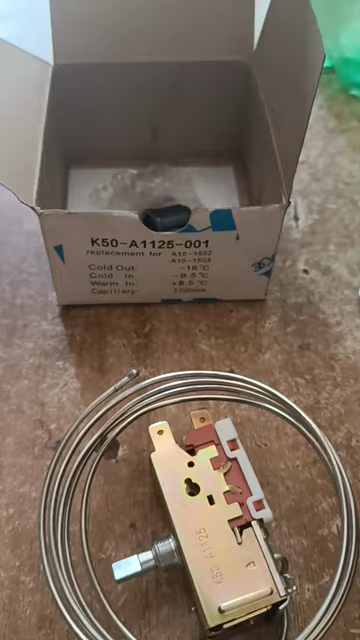 K50-A1125-001
replacement for A10-1502
A10-1503
Cold Out -18℃
Cold In -9.5℃
Warm In +8.5℃
Capillary 1200mm
K50 A1125